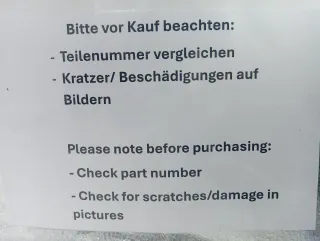 Bitte vor Kauf beachten:
- Teilenummer vergleichen
- Kratzer/ Beschädigungen auf
Bildern
Please note before purchasing:
- Check part number
- Check for scratches/damage in
pictures